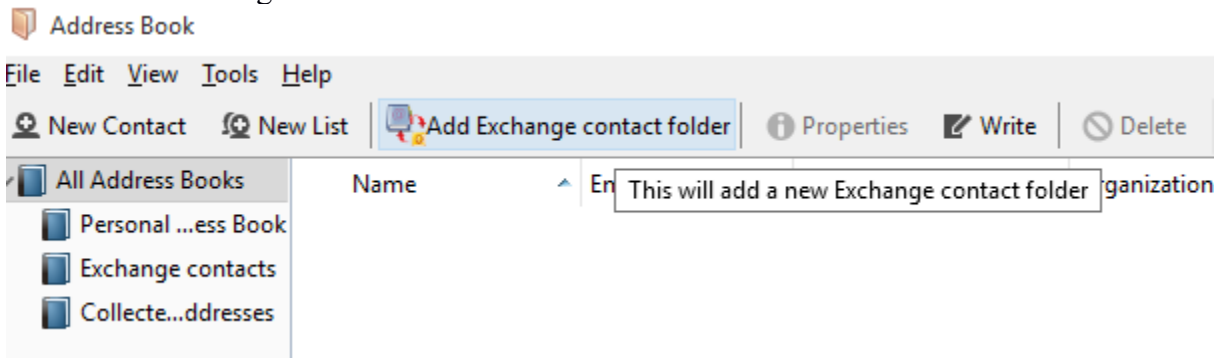 Address Book
File Edit View Tools Help
New Contact New List Add Exchange contact folder Properties Write Delete
All Address Books Name En This will add a new Exchange contact folder rganization
Personal ...ess Book
Exchange contacts
Collecte...ddresses